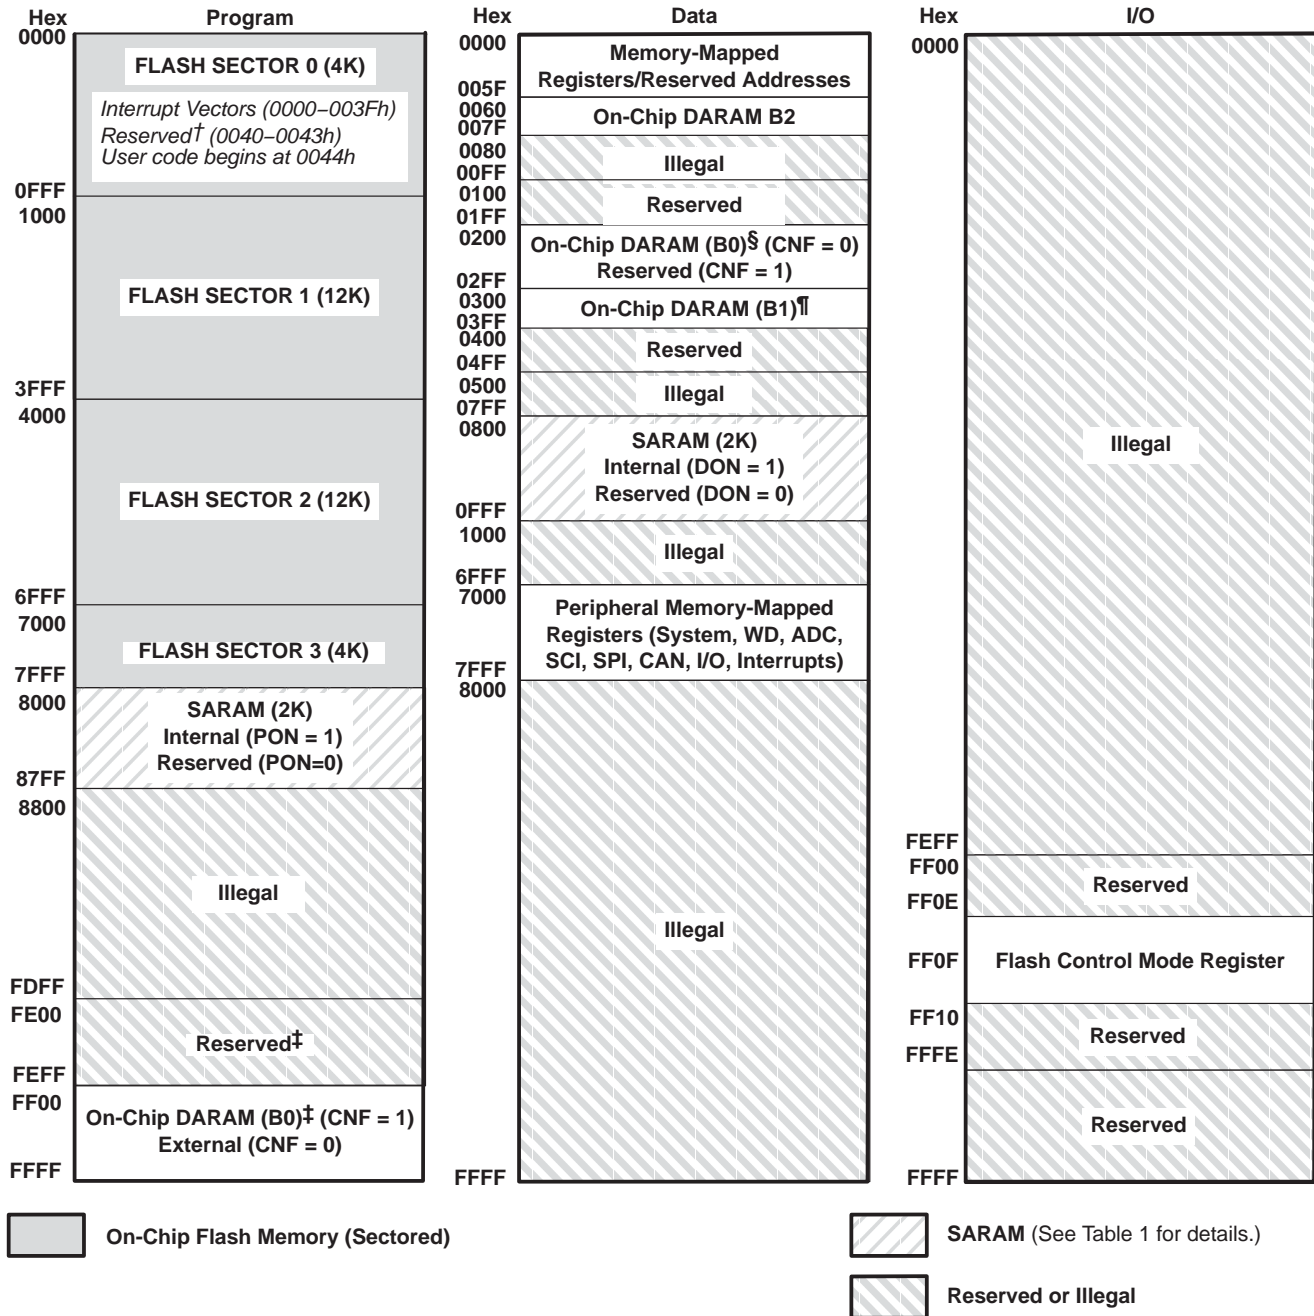 Hex Program
0000
FLASH SECTOR 0 (4K)
Interrupt Vectors (0000–003Fh)
Reserved† (0040–0043h)
User code begins at 0044h
0FFF
1000
FLASH SECTOR 1 (12K)
3FFF
4000
FLASH SECTOR 2 (12K)
6FFF
7000
FLASH SECTOR 3 (4K)
7FFF
8000
SARAM (2K)
Internal (PON = 1)
Reserved (PON=0)
87FF
8800
Illegal
FDFF
FE00
Reserved‡
FEFF
FF00
On-Chip DARAM (B0)‡ (CNF = 1)
External (CNF = 0)
FFFF
Hex Data
0000
Memory-Mapped
Registers/Reserved Addresses
005F
0060
On-Chip DARAM B2
007F
0080
Illegal
00FF
0100
Reserved
01FF
0200
On-Chip DARAM (B0)§ (CNF = 0)
Reserved (CNF = 1)
02FF
0300
On-Chip DARAM (B1)¶
03FF
0400
Reserved
04FF
0500
Illegal
07FF
0800
SARAM (2K)
Internal (DON = 1)
Reserved (DON = 0)
0FFF
1000
Illegal
6FFF
7000
Peripheral Memory-Mapped
Registers (System, WD, ADC,
SCI, SPI, CAN, I/O, Interrupts)
7FFF
8000
Illegal
FFFF
Hex I/O
0000
Illegal
FEFF
FF00
Reserved
FF0E
FF0F Flash Control Mode Register
FF10
Reserved
FFFE
Reserved
FFFF
On-Chip Flash Memory (Sectored)
SARAM (See Table 1 for details.)
Reserved or Illegal